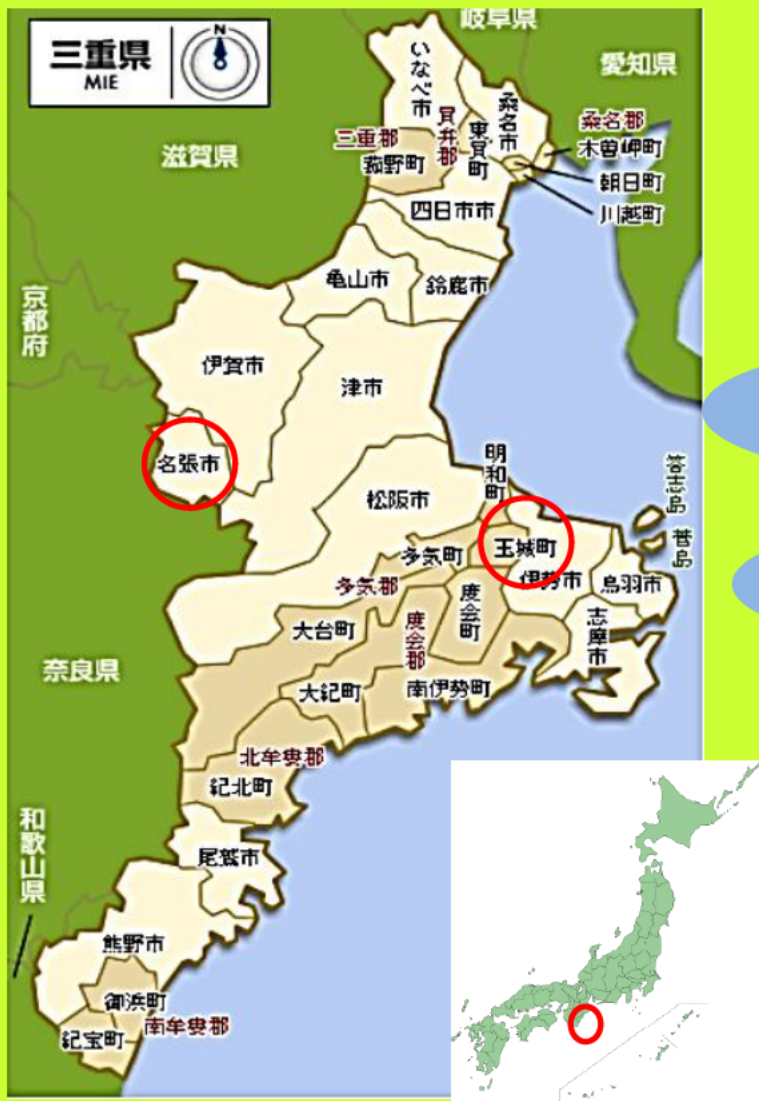 三重県
MIE
N
岐阜県
愛知県
滋賀県
京都府
奈良県
和歌山県
いなべ市
桑名市
員弁郡
東員町
三重郡
菰野町
桑名郡
木曽岬町
朝日町
川越町
四日市市
亀山市
鈴鹿市
伊賀市
津市
名張市
松阪市
明和町
玉城町
答志島
菅島
多気町
多気郡
伊勢市
鳥羽市
度会町
度会郡
志摩市
大台町
大紀町
南伊勢町
北牟婁郡
紀北町
尾鷲市
熊野市
御浜町
南牟婁郡
紀宝町